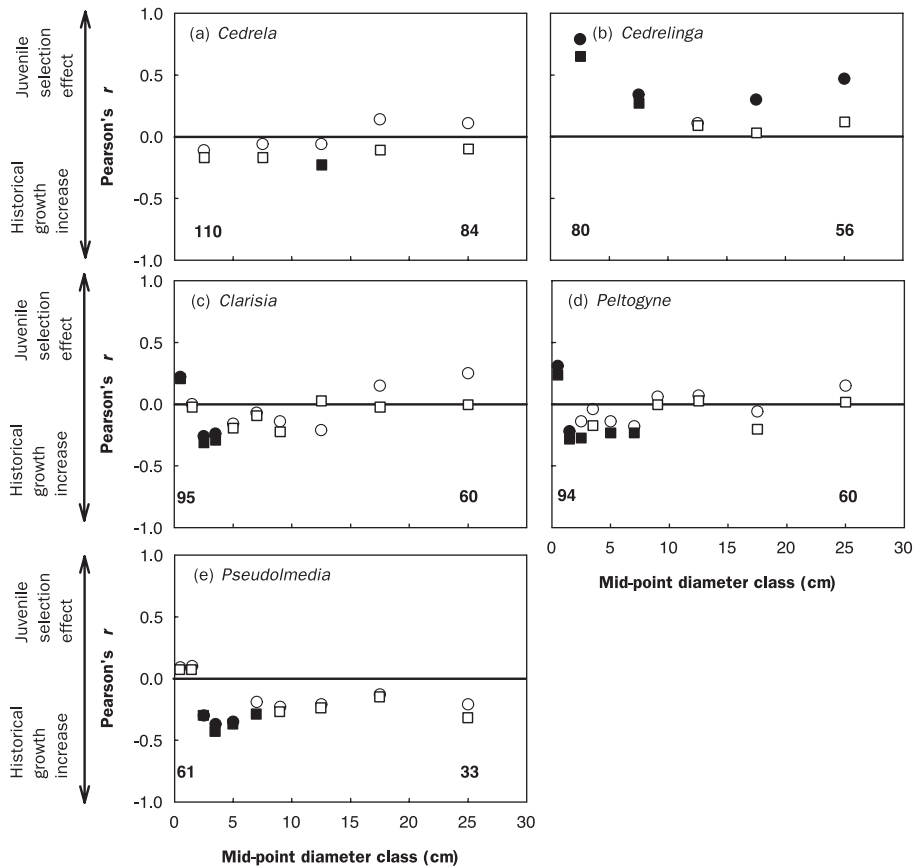 Juvenile
selection
effect
Historical
growth
increase
Pearson's r
1.0
0.5
0.0
-0.5
-1.0
(a) Cedrela
110
84
(b) Cedrelinga
80
56
Juvenile
selection
effect
Historical
growth
increase
Pearson's r
1.0
0.5
0.0
-0.5
-1.0
(c) Clarisia
95
60
(d) Peltogyne
94
60
0 5 10 15 20 25 30
Mid-point diameter class (cm)
Juvenile
selection
effect
Historical
growth
increase
Pearson's r
1.0
0.5
0.0
-0.5
-1.0
(e) Pseudolmedia
61
33
0 5 10 15 20 25 30
Mid-point diameter class (cm)